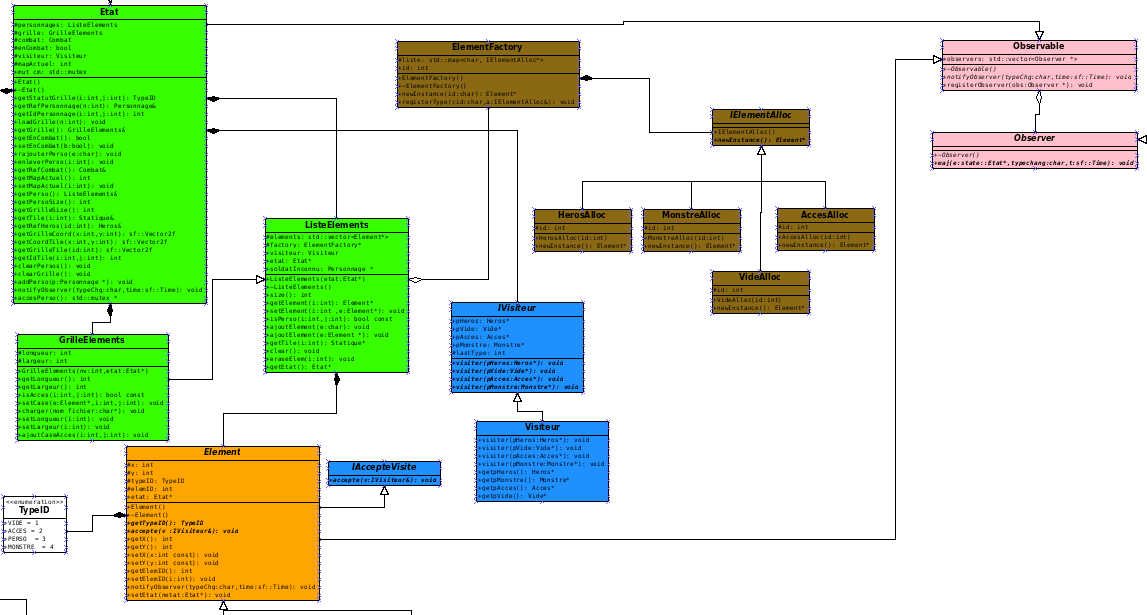 Etat
#personnages: ListeElements
#grille: GrilleElements
#combat: Combat
#enCombat: bool
#visiteur: Visiteur
#mapActuel: int
+mut_cm: std::mutex
+Etat()
+~Etat()
+getStatutGrille(i:int,j:int): TypeID
+getRefPersonnage(n:int): Personnage&
+getIdPersonnage(i:int,j:int): int
+loadGrille(n:int): void
+getGrille(): GrilleElements&
+getEnCombat(): bool
+setEnCombat(b:bool): void
+rajouterPerso(e:char): void
+enleverPerso(i:int): void
+getRefCombat(): Combat&
+getMapActuel(): int
+setMapActuel(i:int): void
+getPerso(): ListeElements&
+getPersoSize(): int
+getGrilleSize(): int
+getTile(i:int): Statique&
+getRefHeros(id:int): Heros&
+getGrilleCoord(x:int,y:int): sf::Vector2f
+getCoordTile(x:int,y:int): sf::Vector2f
+getGrilleTile(id:int): sf::Vector2f
+getIdTile(i:int,j:int): int
+clearPersos(): void
+clearGrille(): void
+addPerso(p:Personnage *): void
+notifyObserver(typeChg:char,time:sf::Time): void
+accesPerso(): std::mutex *
ElementFactory
#liste: std::map<char, IElementAlloc*>
#id: int
+ElementFactory()
+~ElementFactory()
+newInstance(id:char): Element*
+registerType(cid:char,a:IElementAlloc&): void
IElementAlloc
+IElementAlloc()
+newInstance(): Element*
HerosAlloc
#id: int
+HerosAlloc(id:int)
+newInstance(): Element*
MonstreAlloc
#id: int
+MonstreAlloc(id:int)
+newInstance(): Element*
AccesAlloc
#id: int
+AccesAlloc(id:int)
+newInstance(): Element*
VideAlloc
#id: int
+VideAlloc(id:int)
+newInstance(): Element*
Observable
+observers: std::vector<Observer *>
+~Observable()
+notifyObserver(typeChg:char,time:sf::Time): void
+registerObserver(obs:Observer *): void
Observer
+~Observer()
+maj(e:state::Etat*,typechang:char,t:sf::Time): void
ListeElements
#elements: std::vector<Element*>
#factory: ElementFactory*
+visiteur: Visiteur
+etat: Etat*
+soldatInconnu: Personnage *
+ListeElements(etat:Etat*)
+~ListeElements()
+size(): int
+getElement(i:int): Element*
+setElement(i:int ,e:Element*): void
+isPerso(i:int,j:int): bool const
+ajoutElement(e:char): void
+ajoutElement(e:Element *): void
+getTile(i:int): Statique*
+clear(): void
+eraseElem(i:int): void
+getEtat(): Etat*
GrilleElements
#longueur: int
#largeur: int
+GrilleElements(nv:int,etat:Etat*)
+getLongueur(): int
+getLargeur(): int
+isAcces(i:int,j:int): bool const
+setCase(e:Element*,i:int,j:int): void
+charger(nom_fichier:char*): void
+setLongueur(i:int): void
+setLargeur(i:int): void
+ajoutCaseAcces(i:int,j:int): void
IVisiteur
+pHeros: Heros*
+pVide: Vide*
+pAcces: Acces*
+pMonstre: Monstre*
#lastType: int
+visiter(pHeros:Heros*): void
+visiter(pVide:Vide*): void
+visiter(pAcces:Acces*): void
+visiter(pMonstre:Monstre*): void
Visiteur
+visiter(pHeros:Heros*): void
+visiter(pVide:Vide*): void
+visiter(pAcces:Acces*): void
+visiter(pMonstre:Monstre*): void
+getpHeros(): Heros*
+getpMonstre(): Monstre*
+getpAcces(): Acces*
+getpVide(): Vide*
Element
#x: int
#y: int
#typeID: TypeID
#elemID: int
+etat: Etat*
+Element()
+~Element()
+getTypeID(): TypeID
+accepte(v :IVisiteur&): void
+getX(): int
+getY(): int
+setX(x:int const): void
+setY(y:int const): void
+getElemID(): int
+setElemID(i:int): void
+notifyObserver(typeChg:char,time:sf::Time): void
+setEtat(metat:Etat*): void
IAccepteVisite
+accepte(v:IVisiteur&): void
<<enumeration>>
TypeID
+VIDE = 1
+ACCES = 2
+PERSO = 3
+MONSTRE = 4